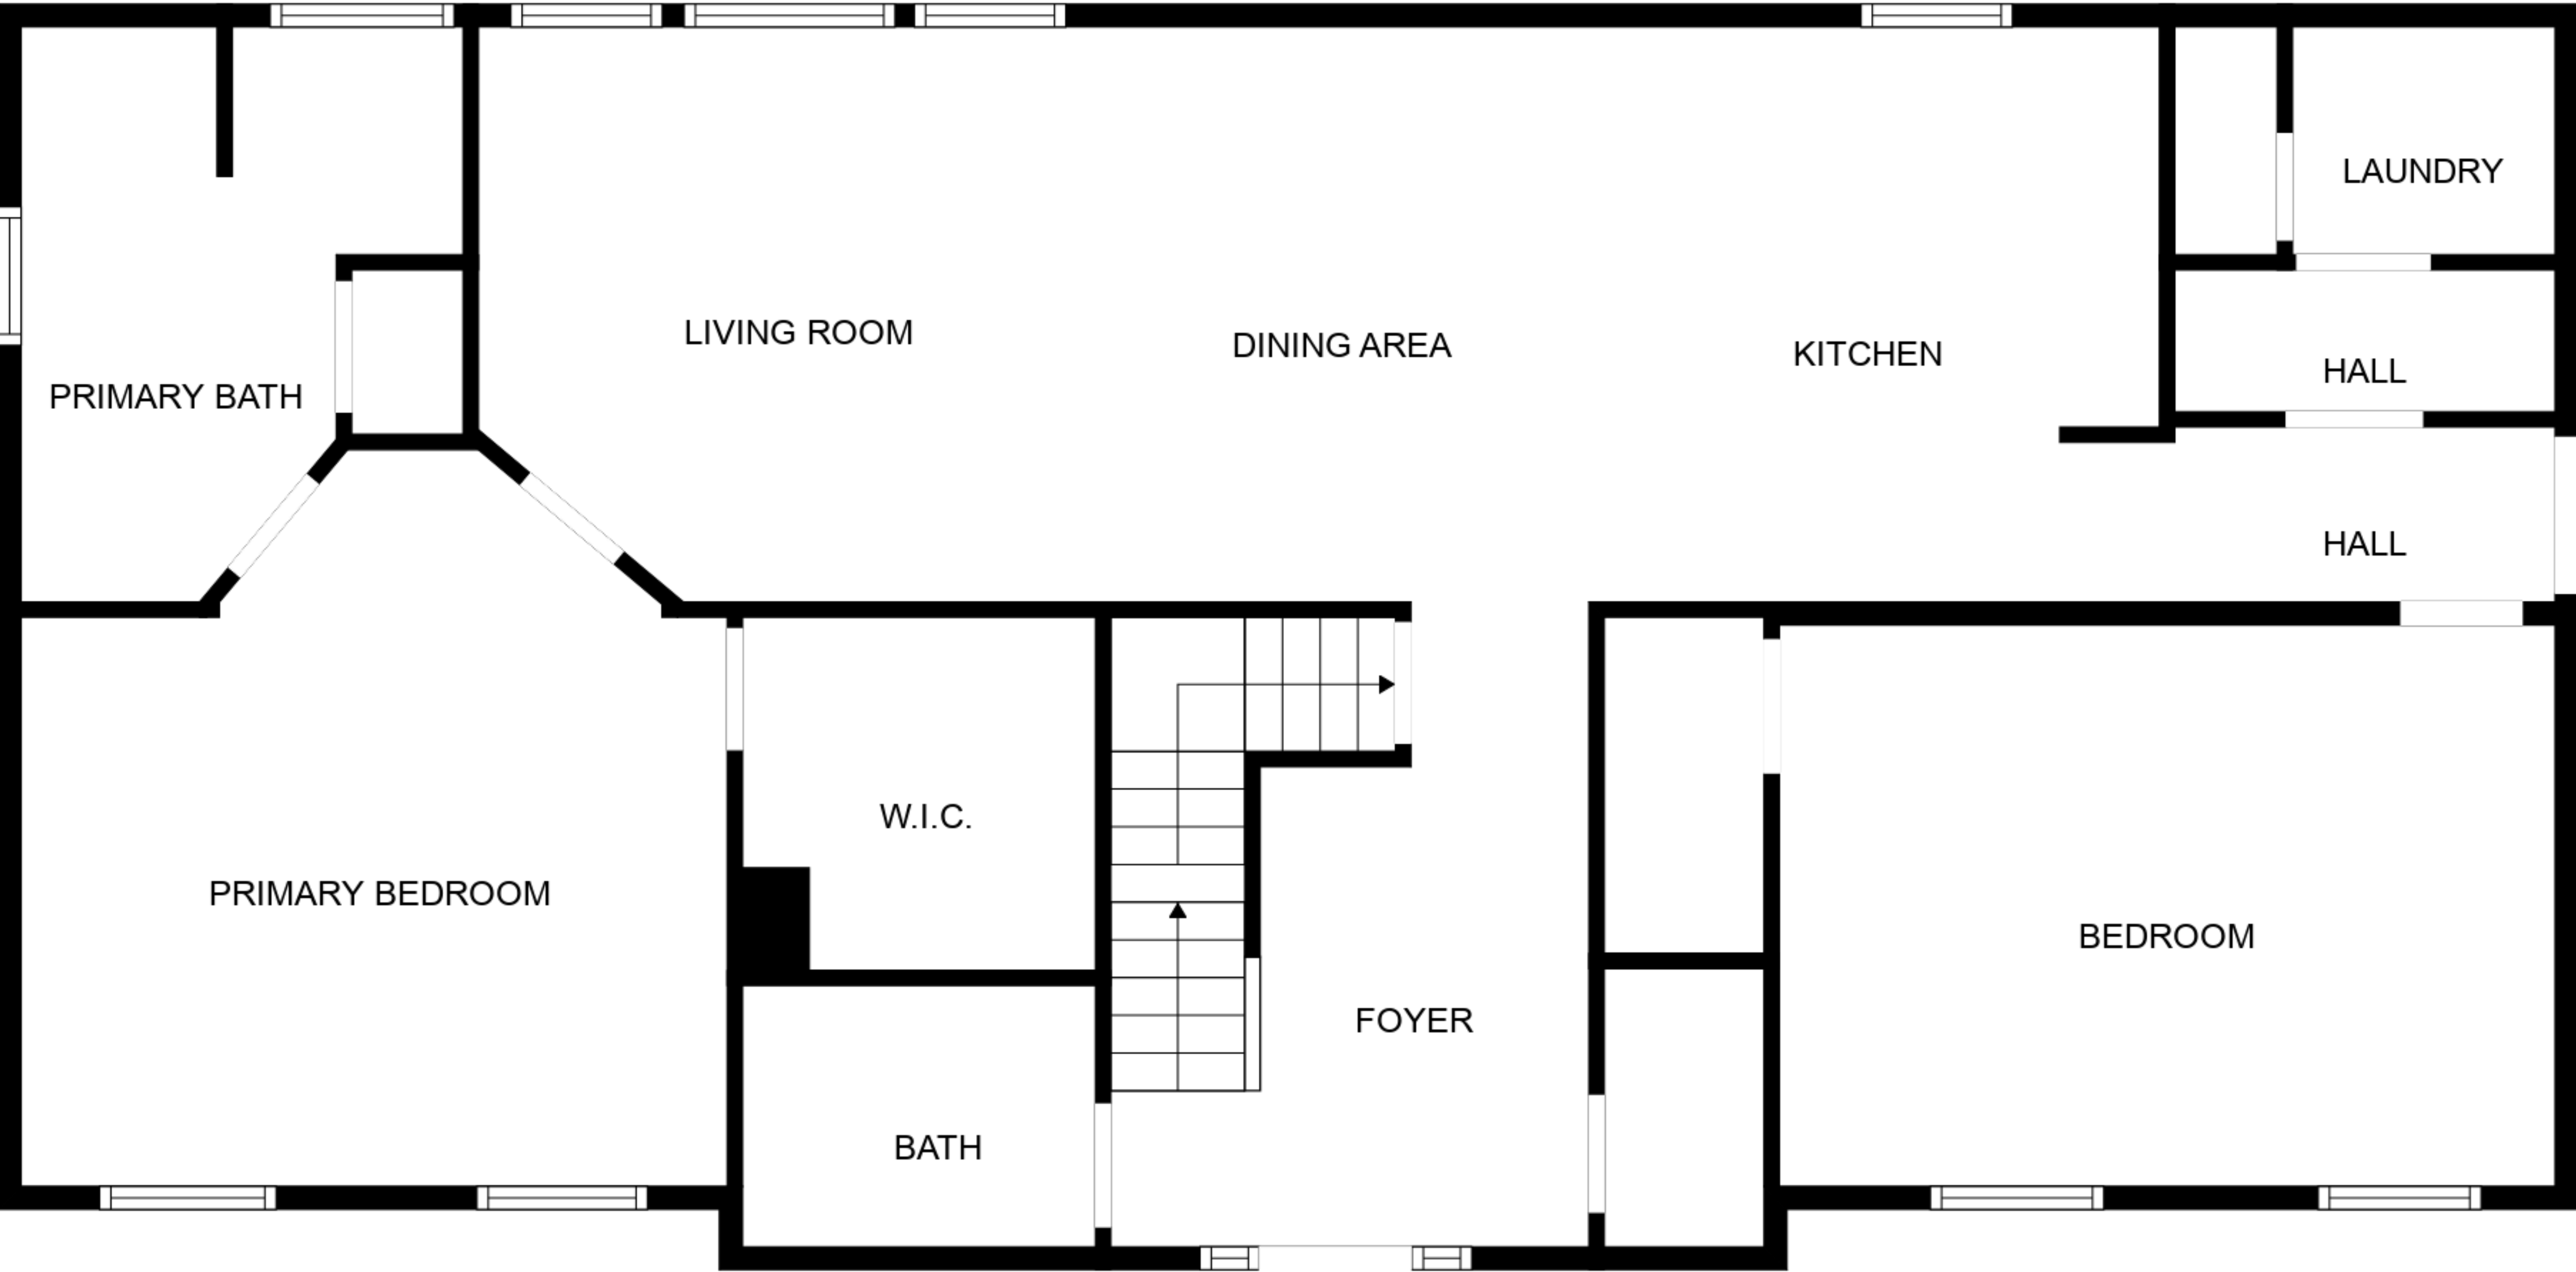 LAUNDRY
LIVING ROOM
DINING AREA
KITCHEN
HALL
PRIMARY BATH
HALL
W.I.C.
PRIMARY BEDROOM
BEDROOM
FOYER
BATH